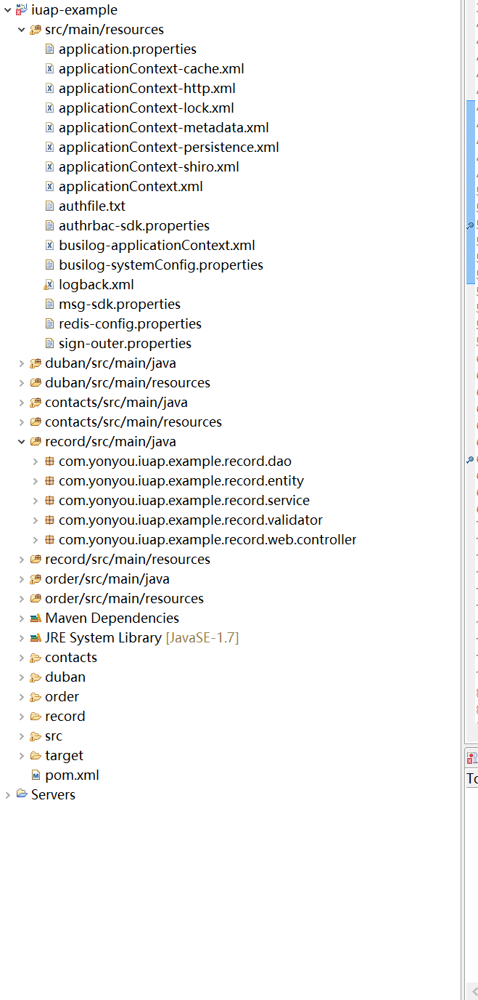 iuap-example
src/main/resources
application.properties
applicationContext-cache.xml
applicationContext-http.xml
applicationContext-lock.xml
applicationContext-metadata.xml
applicationContext-persistence.xml
applicationContext-shiro.xml
applicationContext.xml
authfile.txt
authrbac-sdk.properties
busilog-applicationContext.xml
busilog-systemConfig.properties
logback.xml
msg-sdk.properties
redis-config.properties
sign-outer.properties
duban/src/main/java
duban/src/main/resources
contacts/src/main/java
contacts/src/main/resources
record/src/main/java
com.yonyou.iuap.example.record.dao
com.yonyou.iuap.example.record.entity
com.yonyou.iuap.example.record.service
com.yonyou.iuap.example.record.validator
com.yonyou.iuap.example.record.web.controller
record/src/main/resources
order/src/main/java
order/src/main/resources
Maven Dependencies
JRE System Library [JavaSE-1.7]
contacts
duban
order
record
src
target
pom.xml
Servers